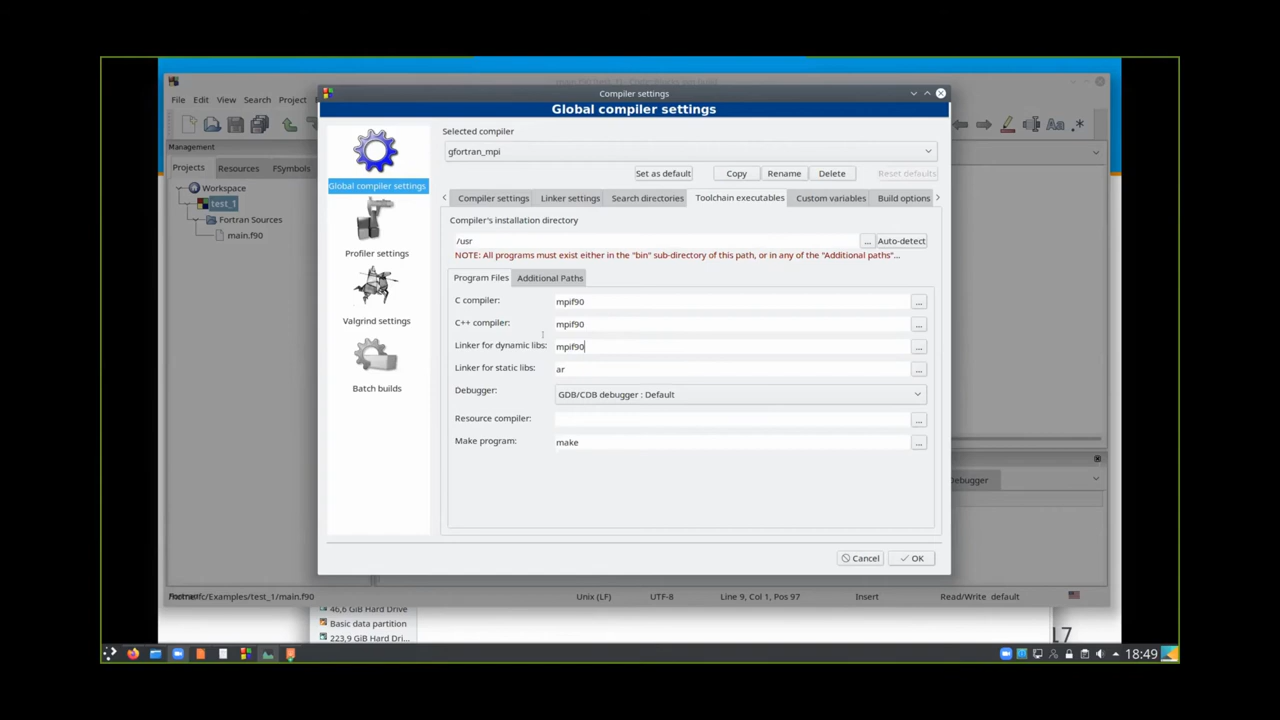 Compiler settings
Global compiler settings
File Edit View Search Project
Selected compiler
gfortran_mpi
Set as default Copy Rename Delete Reset defaults
Management
Projects Resources FSymbols
Workspace
test_1
Fortran Sources
main.f90
Global compiler settings
Profiler settings
Valgrind settings
Batch builds
Compiler settings Linker settings Search directories Toolchain executables Custom variables Build options
Compiler's installation directory
/usr ... Auto-detect
NOTE: All programs must exist either in the "bin" sub-directory of this path, or in any of the "Additional paths"...
Program Files Additional Paths
C compiler: mpif90 ...
C++ compiler: mpif90 ...
Linker for dynamic libs: mpif90 ...
Linker for static libs: ar ...
Debugger: GDB/CDB debugger : Default
Resource compiler: ...
Make program: make ...
Debugger
Cancel OK
fc/Examples/test_1/main.f90 Unix (LF) UTF-8 Line 9, Col 1, Pos 97 Insert Read/Write default
46,6 GiB Hard Drive
Basic data partition
223,9 GiB Hard Dri...
17
18:49